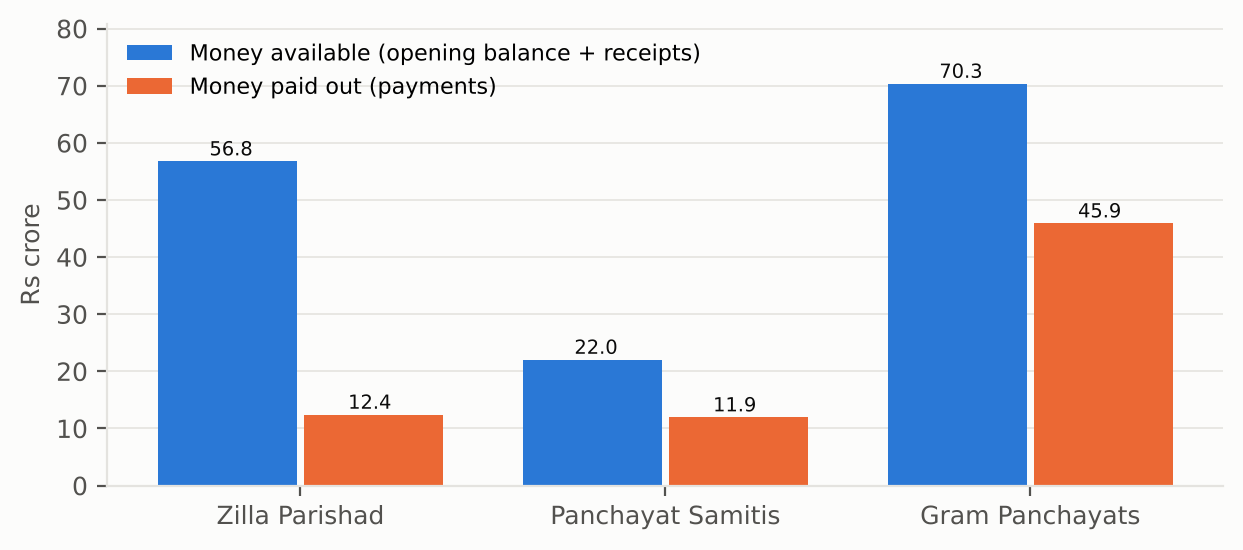 80
70
60
50
40
30
20
10
0
Rs crore
Money available (opening balance + receipts)
Money paid out (payments)
56.8
12.4
22.0
11.9
70.3
45.9
Zilla Parishad
Panchayat Samitis
Gram Panchayats